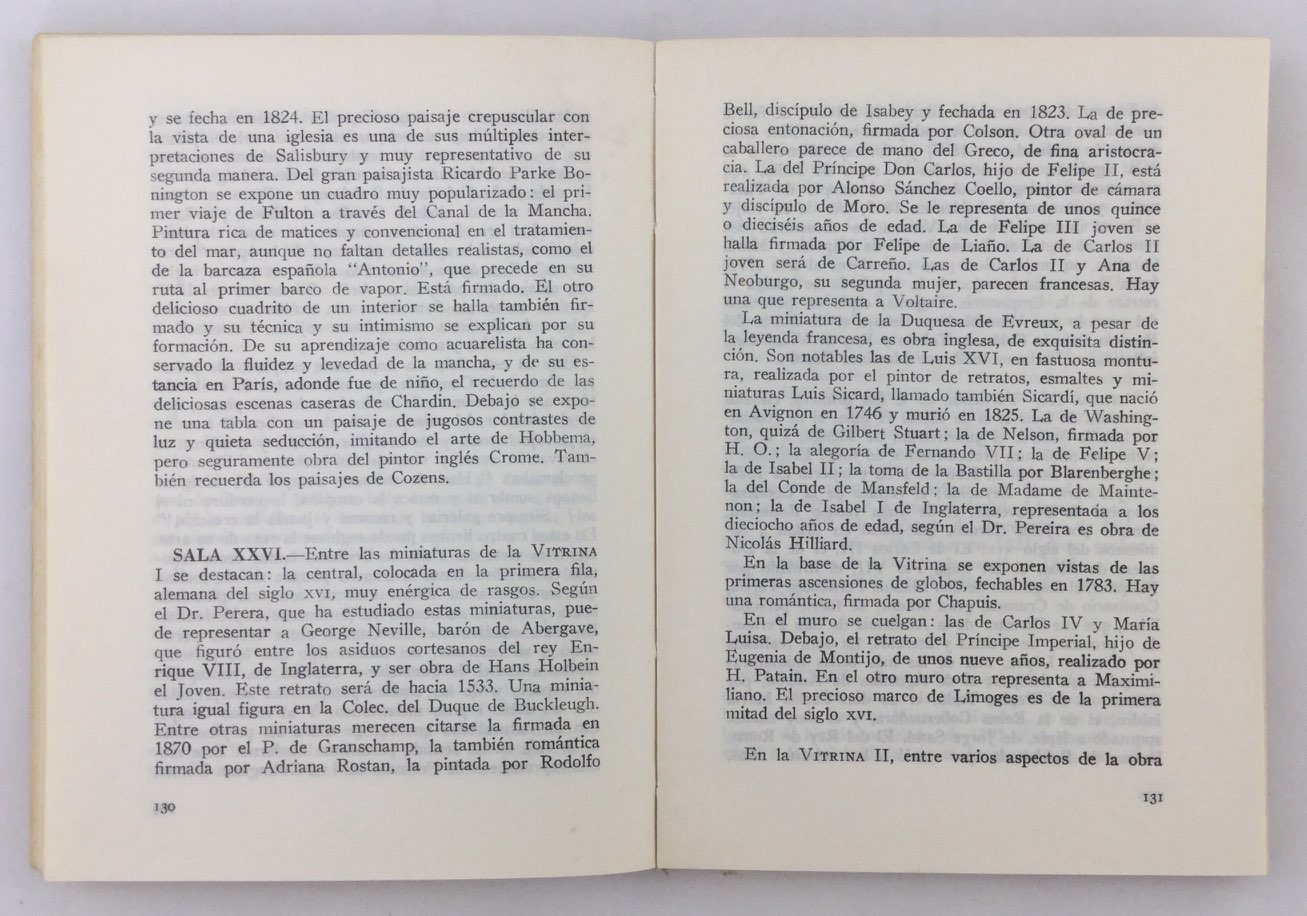 y se fecha en 1824. El precioso paisaje crepuscular con
la vista de una iglesia es una de sus múltiples inter-
pretaciones de Salisbury y muy representativo de su
segunda manera. Del gran paisajista Ricardo Parke Bo-
nington se expone un cuadro muy popularizado: el pri-
mer viaje de Fulton a través del Canal de la Mancha.
Pintura rica de matices y convencional en el tratamien-
to del mar, aunque no faltan detalles realistas, como el
de la barcaza española “Antonio”, que precede en su
ruta al primer barco de vapor. Está firmado. El otro
delicioso cuadrito de un interior se halla también fir-
mado y su técnica y su intimismo se explican por su
formación. De su aprendizaje como acuarelista ha con-
servado la fluidez y levedad de la mancha, y de su es-
tancia en París, adonde fue de niño, el recuerdo de las
deliciosas escenas caseras de Chardin. Debajo se expo-
ne una tabla con un paisaje de jugosos contrastes de
luz y quieta seducción, imitando el arte de Hobbema,
pero seguramente obra del pintor inglés Crome. Tam-
bién recuerda los paisajes de Cozens.
SALA XXVI.—Entre las miniaturas de la VITRINA
I se destacan: la central, colocada en la primera fila,
alemana del siglo XVI, muy enérgica de rasgos. Según
el Dr. Perera, que ha estudiado estas miniaturas, pue-
de representar a George Neville, barón de Abergave,
que figuró entre los asiduos cortesanos del rey En-
rique VIII, de Inglaterra, y ser obra de Hans Holbein
el Joven. Este retrato será de hacia 1533. Una minia-
tura igual figura en la Colec. del Duque de Buckleugh.
Entre otras miniaturas merecen citarse la firmada en
1870 por el P. de Granschamp, la también romántica
firmada por Adriana Rostan, la pintada por Rodolfo
130
Bell, discípulo de Isabey y fechada en 1823. La de pre-
ciosa entonación, firmada por Colson. Otra oval de un
caballero parece de mano del Greco, de fina aristocra-
cia. La del Príncipe Don Carlos, hijo de Felipe II, está
realizada por Alonso Sánchez Coello, pintor de cámara
y discípulo de Moro. Se le representa de unos quince
o dieciséis años de edad. La de Felipe III joven se
halla firmada por Felipe de Liaño. La de Carlos II
joven será de Carreño. Las de Carlos II y Ana de
Neoburgo, su segunda mujer, parecen francesas. Hay
una que representa a Voltaire.
La miniatura de la Duquesa de Evreux, a pesar de
la leyenda francesa, es obra inglesa, de exquisita distin-
ción. Son notables las de Luis XVI, en fastuosa montu-
ra, realizada por el pintor de retratos, esmaltes y mi-
niaturas Luis Sicard, llamado también Sicardí, que nació
en Avignon en 1746 y murió en 1825. La de Washing-
ton, quizá de Gilbert Stuart; la de Nelson, firmada por
H. O.; la alegoría de Fernando VII; la de Felipe V;
la de Isabel II; la toma de la Bastilla por Blarenberghe;
la del Conde de Mansfeld; la de Madame de Mainte-
non; la de Isabel I de Inglaterra, representada a los
dieciocho años de edad, según el Dr. Pereira es obra de
Nicolás Hilliard.
En la base de la Vitrina se exponen vistas de las
primeras ascensiones de globos, fechables en 1783. Hay
una romántica, firmada por Chapuis.
En el muro se cuelgan: las de Carlos IV y María
Luisa. Debajo, el retrato del Príncipe Imperial, hijo de
Eugenia de Montijo, de unos nueve años, realizado por
H. Patain. En el otro muro otra representa a Maximi-
liano. El precioso marco de Limoges es de la primera
mitad del siglo XVI.
En la VITRINA II, entre varios aspectos de la obra
131